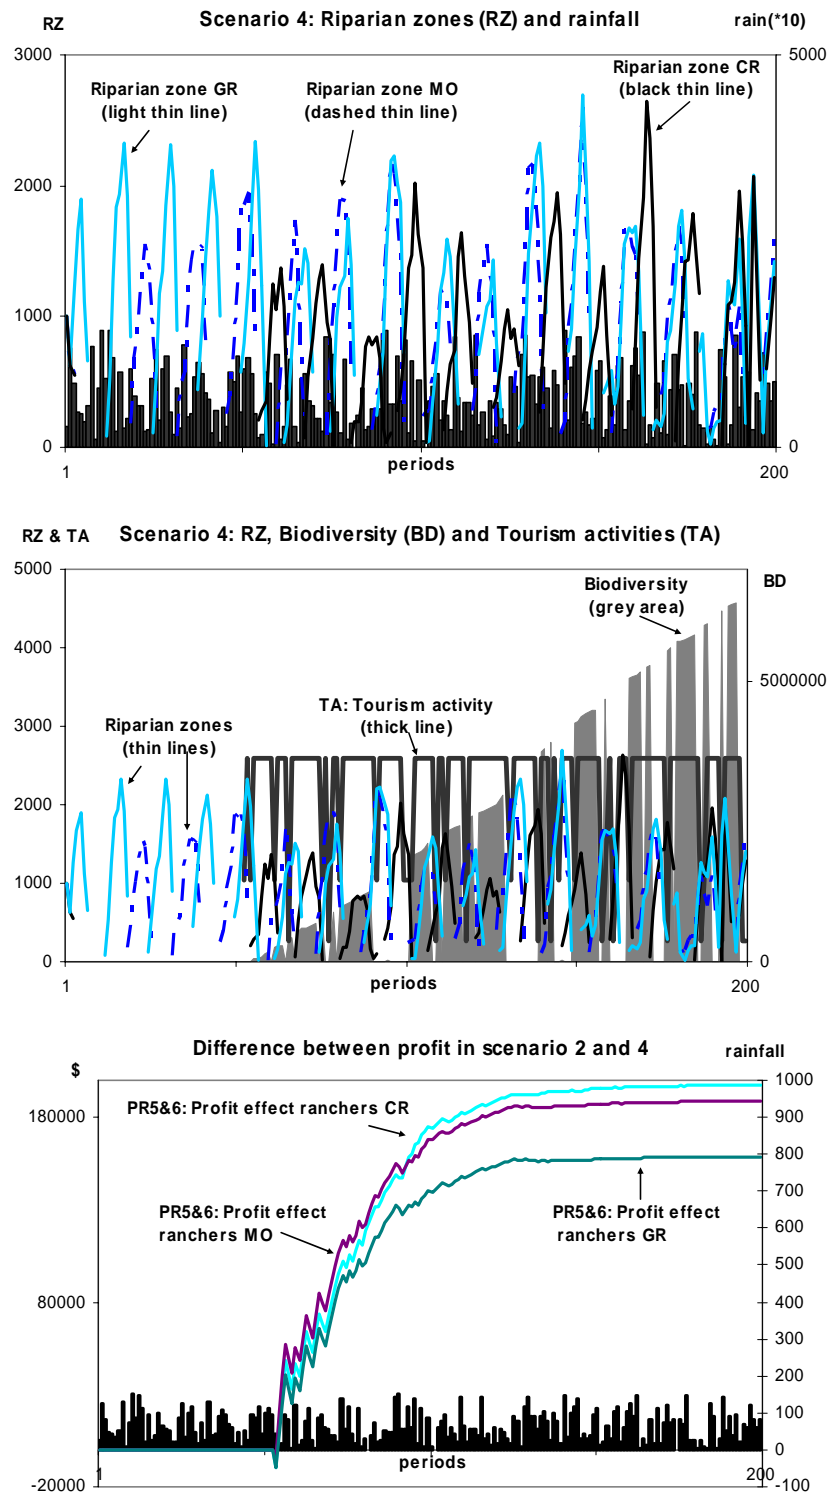 RZ
Scenario 4: Riparian zones (RZ) and rainfall
rain(*10)
3000
5000
Riparian zone GR
(light thin line)
Riparian zone MO
(dashed thin line)
Riparian zone CR
(black thin line)
2000
1000
0
0
1
periods
200
RZ & TA
Scenario 4: RZ, Biodiversity (BD) and Tourism activities (TA)
5000
BD
Biodiversity
(grey area)
4000
5000000
3000
TA: Tourism activity
(thick line)
Riparian zones
(thin lines)
2000
1000
0
0
1
periods
200
Difference between profit in scenario 2 and 4
$
rainfall
1000
180000
PR5&6: Profit effect ranchers CR
900
800
700
PR5&6: Profit effect
ranchers MO
PR5&6: Profit effect
ranchers GR
600
500
80000
400
300
200
100
0
periods
1
200
-20000
-100